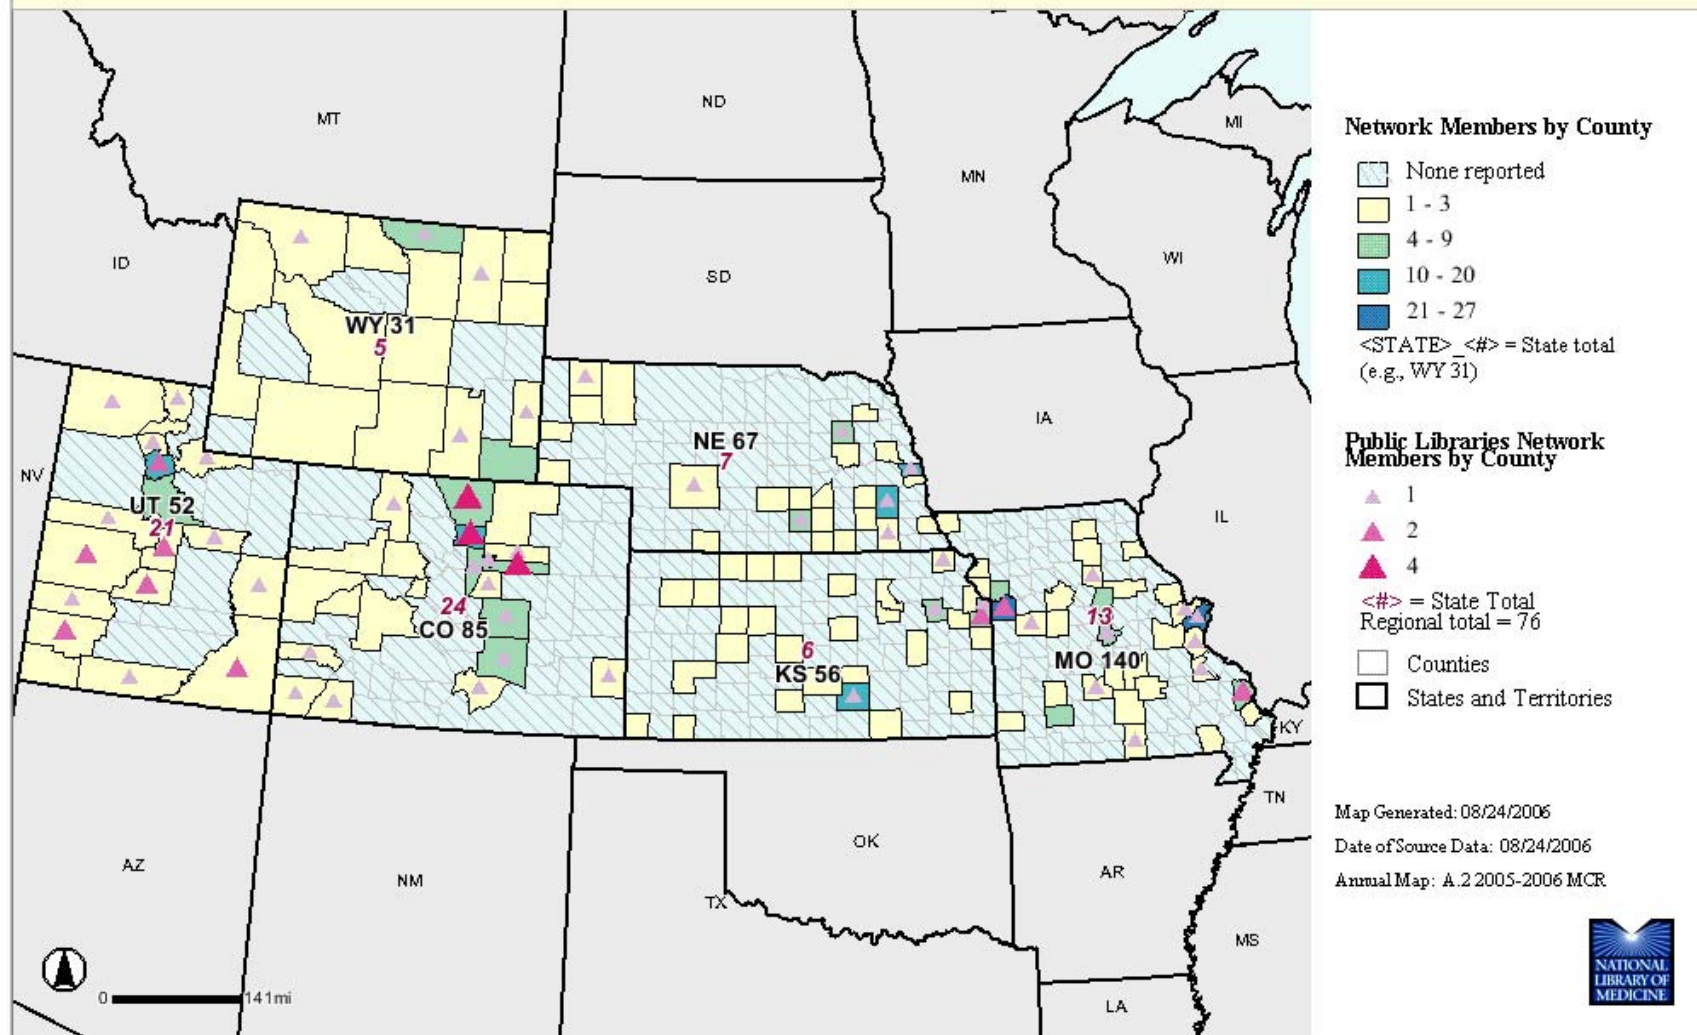 MT
ND
MN
MI
ID
SD
WI
WY 31
5
IA
NV
NE 67
7
UT 52
21
IL
24
CO 85
6
KS 56
13
MO 140
KY
TN
AZ
NM
OK
AR
TX
MS
LA
0 141mi
Network Members by County
None reported
1 - 3
4 - 9
10 - 20
21 - 27
<STATE>_<#> = State total
(e.g., WY 31)
Public Libraries Network
Members by County
1
2
4
<#> = State Total
Regional total = 76
Counties
States and Territories
Map Generated: 08/24/2006
Date of Source Data: 08/24/2006
Annual Map: A.2 2005-2006 MCR
NATIONAL
LIBRARY OF
MEDICINE